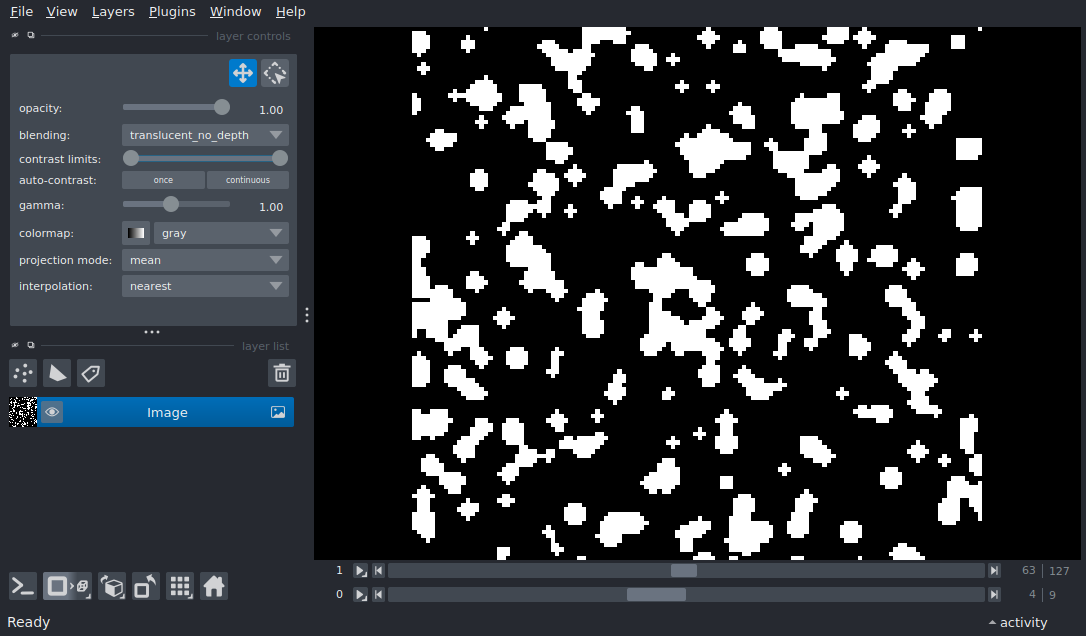 File View Layers Plugins Window Help
layer controls
opacity: 1.00
blending: translucent_no_depth
contrast limits:
auto-contrast: once continuous
gamma: 1.00
colormap: gray
projection mode: mean
interpolation: nearest
layer list
Image
1 63 127
0 4 9
Ready activity